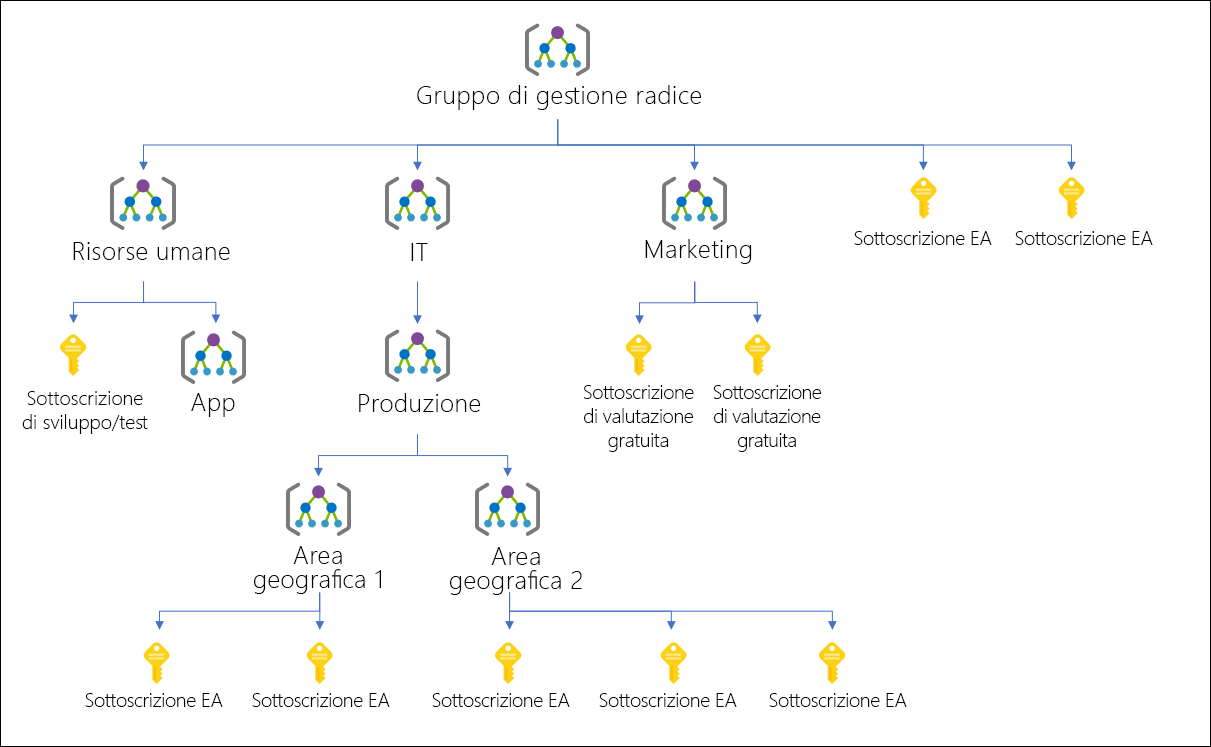 Gruppo di gestione radice
Risorse umane
IT
Marketing
Sottoscrizione EA
Sottoscrizione EA
Sottoscrizione
di sviluppo/test
App
Produzione
Sottoscrizione
di valutazione
gratuita
Sottoscrizione
di valutazione
gratuita
Area
geografica 1
Area
geografica 2
Sottoscrizione EA
Sottoscrizione EA
Sottoscrizione EA
Sottoscrizione EA
Sottoscrizione EA